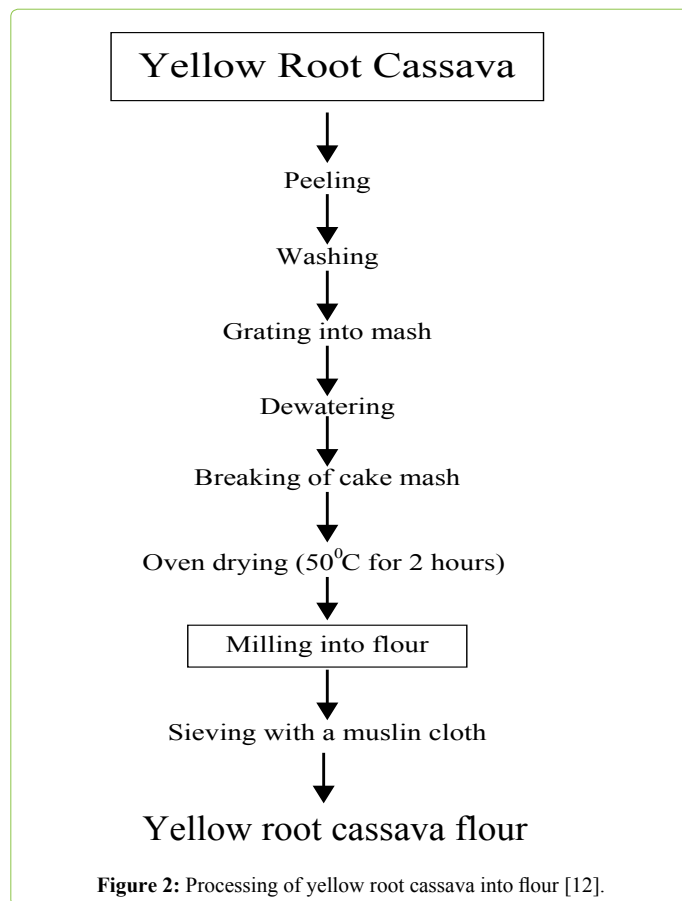 Yellow Root Cassava
Peeling
Washing
Grating into mash
Dewatering
Breaking of cake mash
Oven drying (50⁰C for 2 hours)
Milling into flour
Sieving with a muslin cloth
Yellow root cassava flour
Figure 2: Processing of yellow root cassava into flour [12].